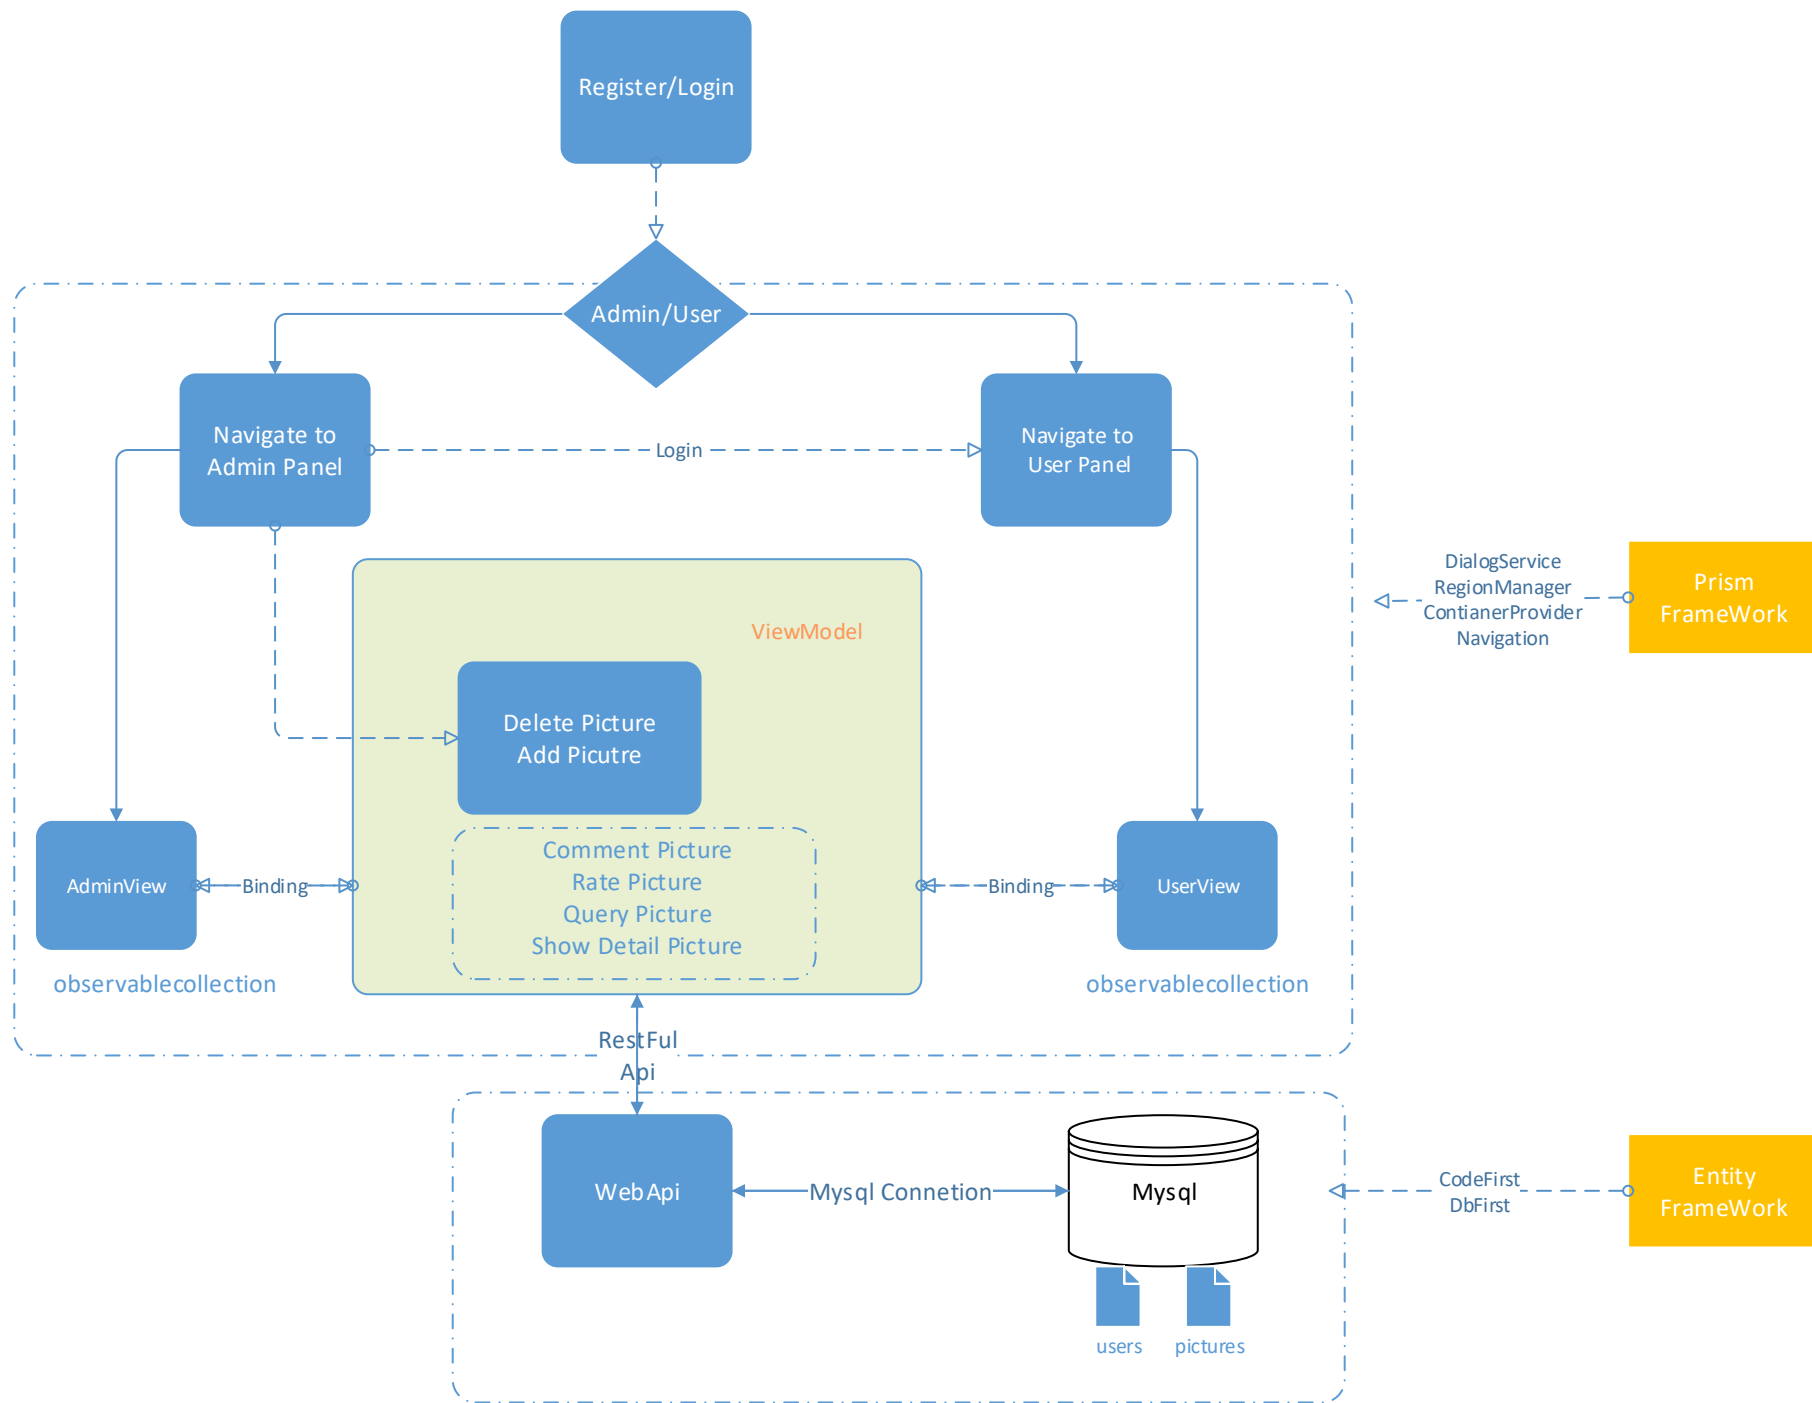 Register/Login
Admin/User
Navigate to
Admin Panel
Login
Navigate to
User Panel
DialogService
RegionManager
ContianerProvider
Navigation
Prism
FrameWork
ViewModel
Delete Picture
Add Picutre
Comment Picture
Rate Picture
Query Picture
Show Detail Picture
AdminView
Binding
Binding
UserView
observablecollection
observablecollection
RestFul
Api
WebApi
Mysql Connetion
Mysql
CodeFirst
DbFirst
Entity
FrameWork
users
pictures